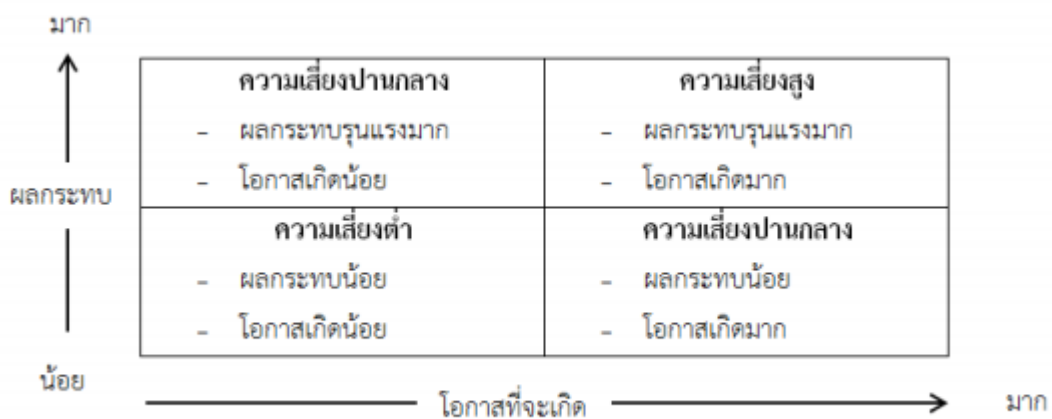 มาก
ความเสี่ยงปานกลาง ความเสี่ยงสูง
- ผลกระทบรุนแรงมาก - ผลกระทบรุนแรงมาก
- โอกาสเกิดน้อย - โอกาสเกิดมาก
ผลกระทบ
ความเสี่ยงต่ำ ความเสี่ยงปานกลาง
- ผลกระทบน้อย - ผลกระทบน้อย
- โอกาสเกิดน้อย - โอกาสเกิดมาก
น้อย
โอกาสที่จะเกิด มาก